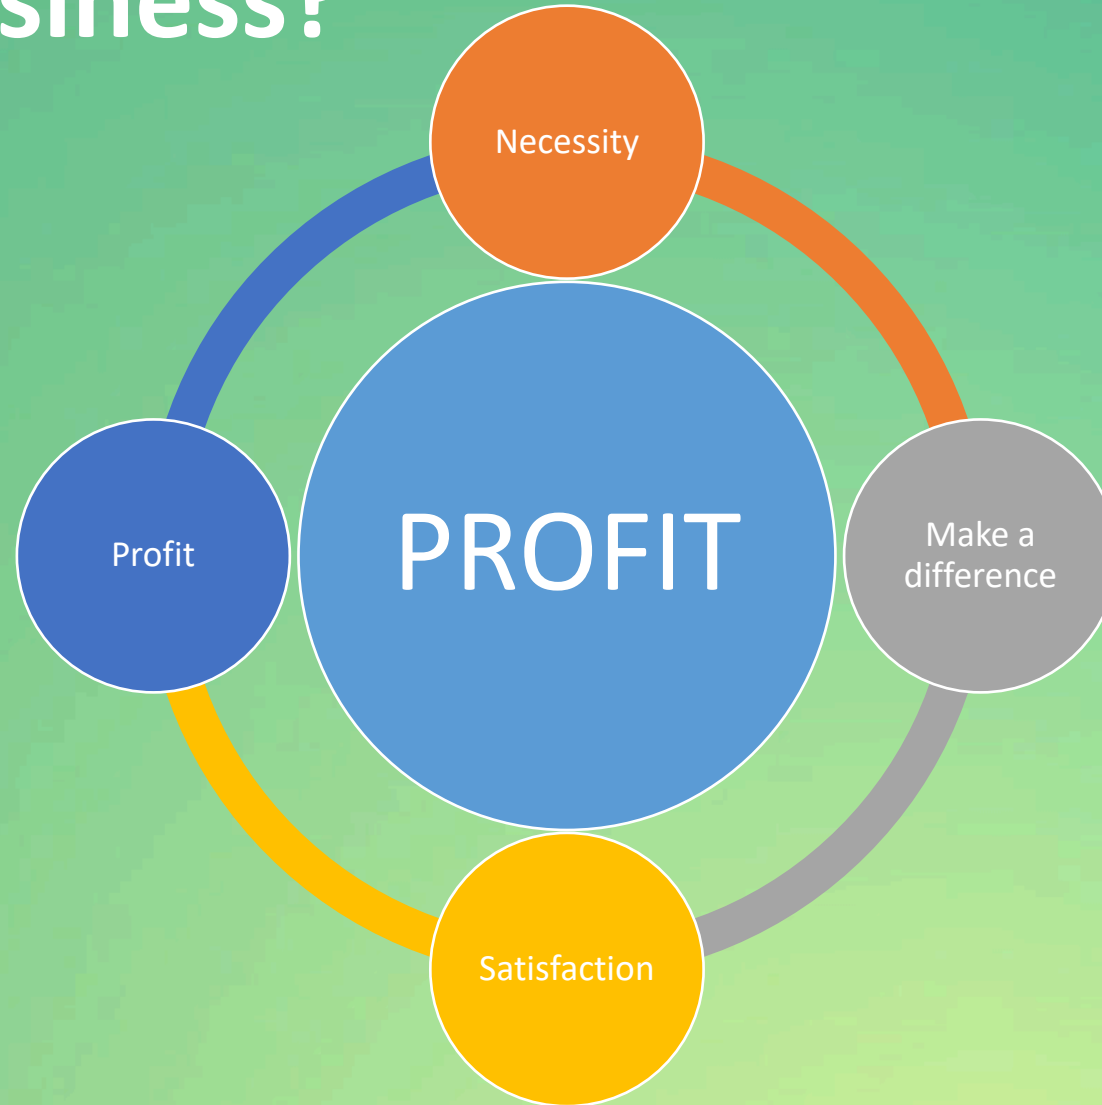 siness?
Necessity
Profit
PROFIT
Make a
difference
Satisfaction